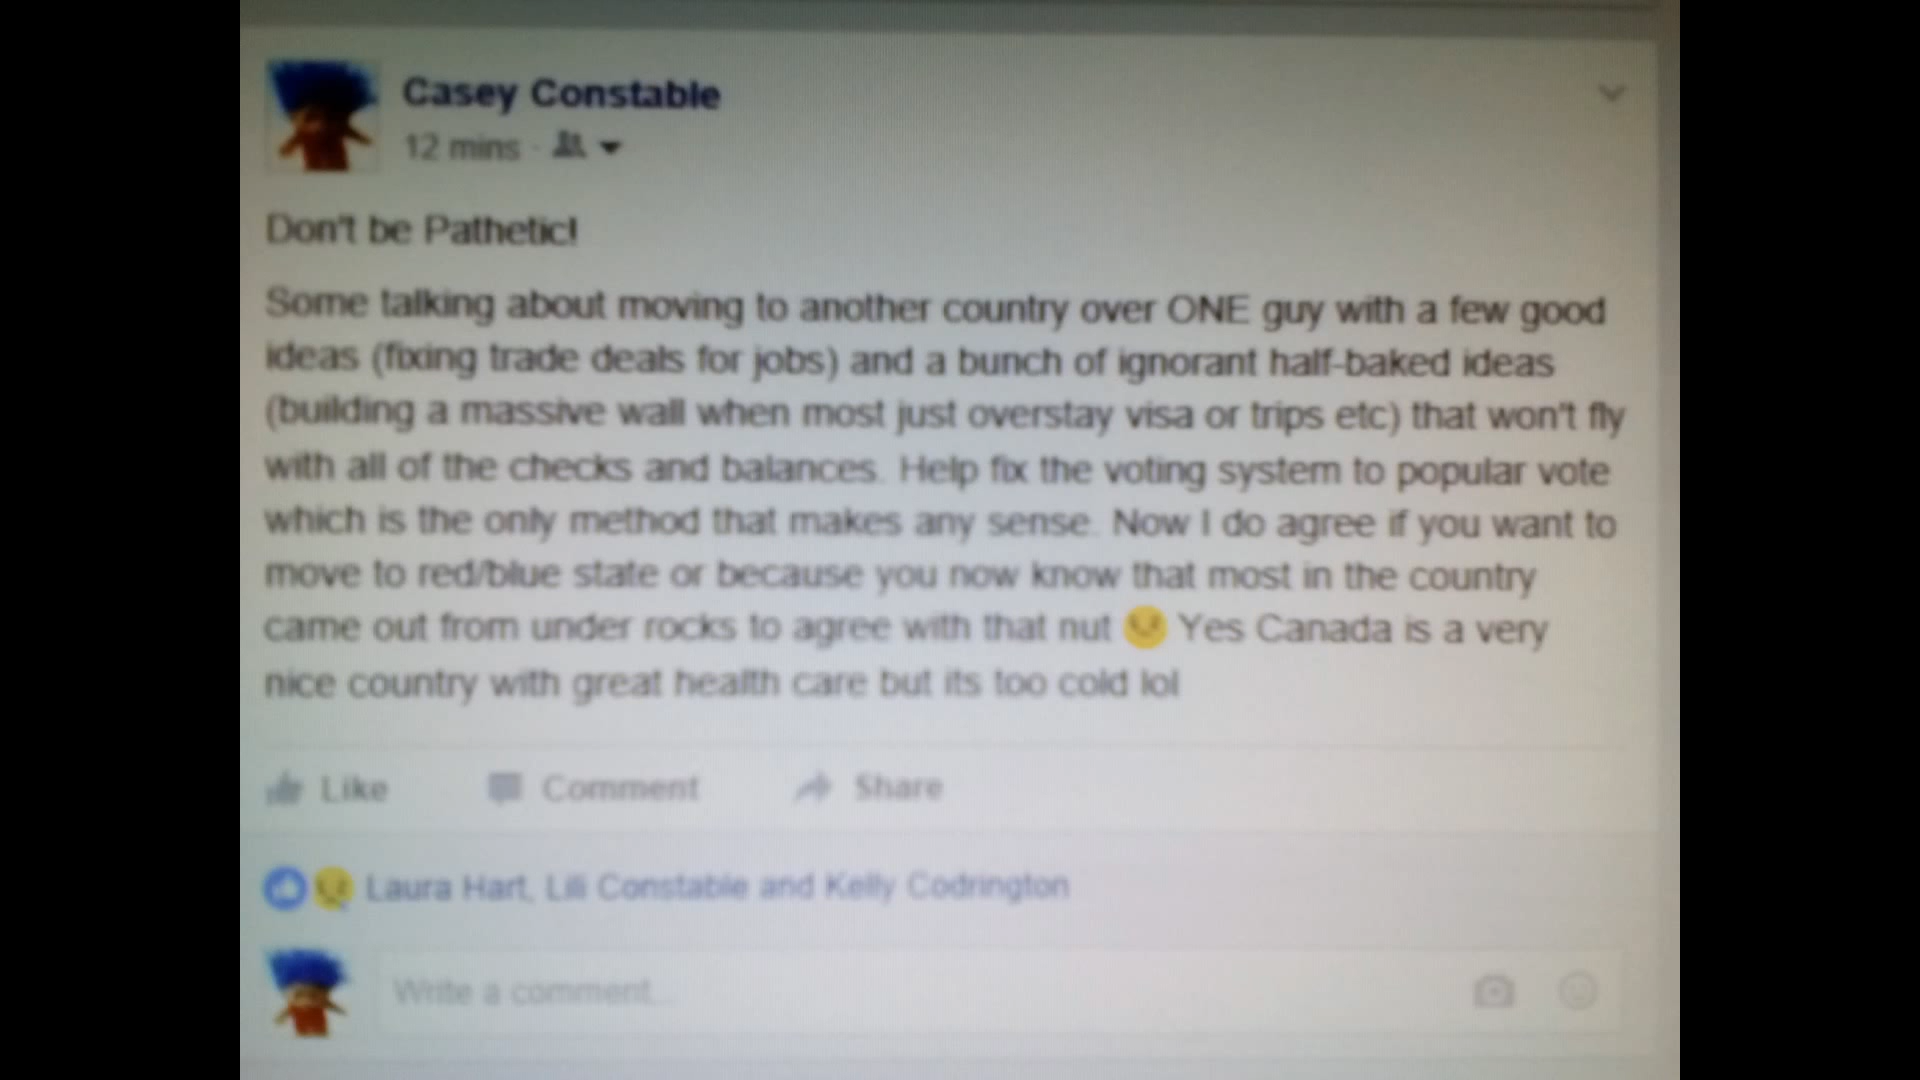 Casey Constable
12 mins
Don't be Pathetic!
Some talking about moving to another country over ONE guy with a few good
ideas (fixing trade deals for jobs) and a bunch of ignorant half-baked ideas
(building a massive wall when most just overstay visa or trips etc) that won't fly
with all of the checks and balances. Help fix the voting system to popular vote
which is the only method that makes any sense. Now I do agree if you want to
move to red/blue state or because you now know that most in the country
came out from under rocks to agree with that nut Yes Canada is a very
nice country with great health care but its too cold lol
Like Comment Share
Laura Hart, Lili Constable and Kelly Codrington
Write a comment...